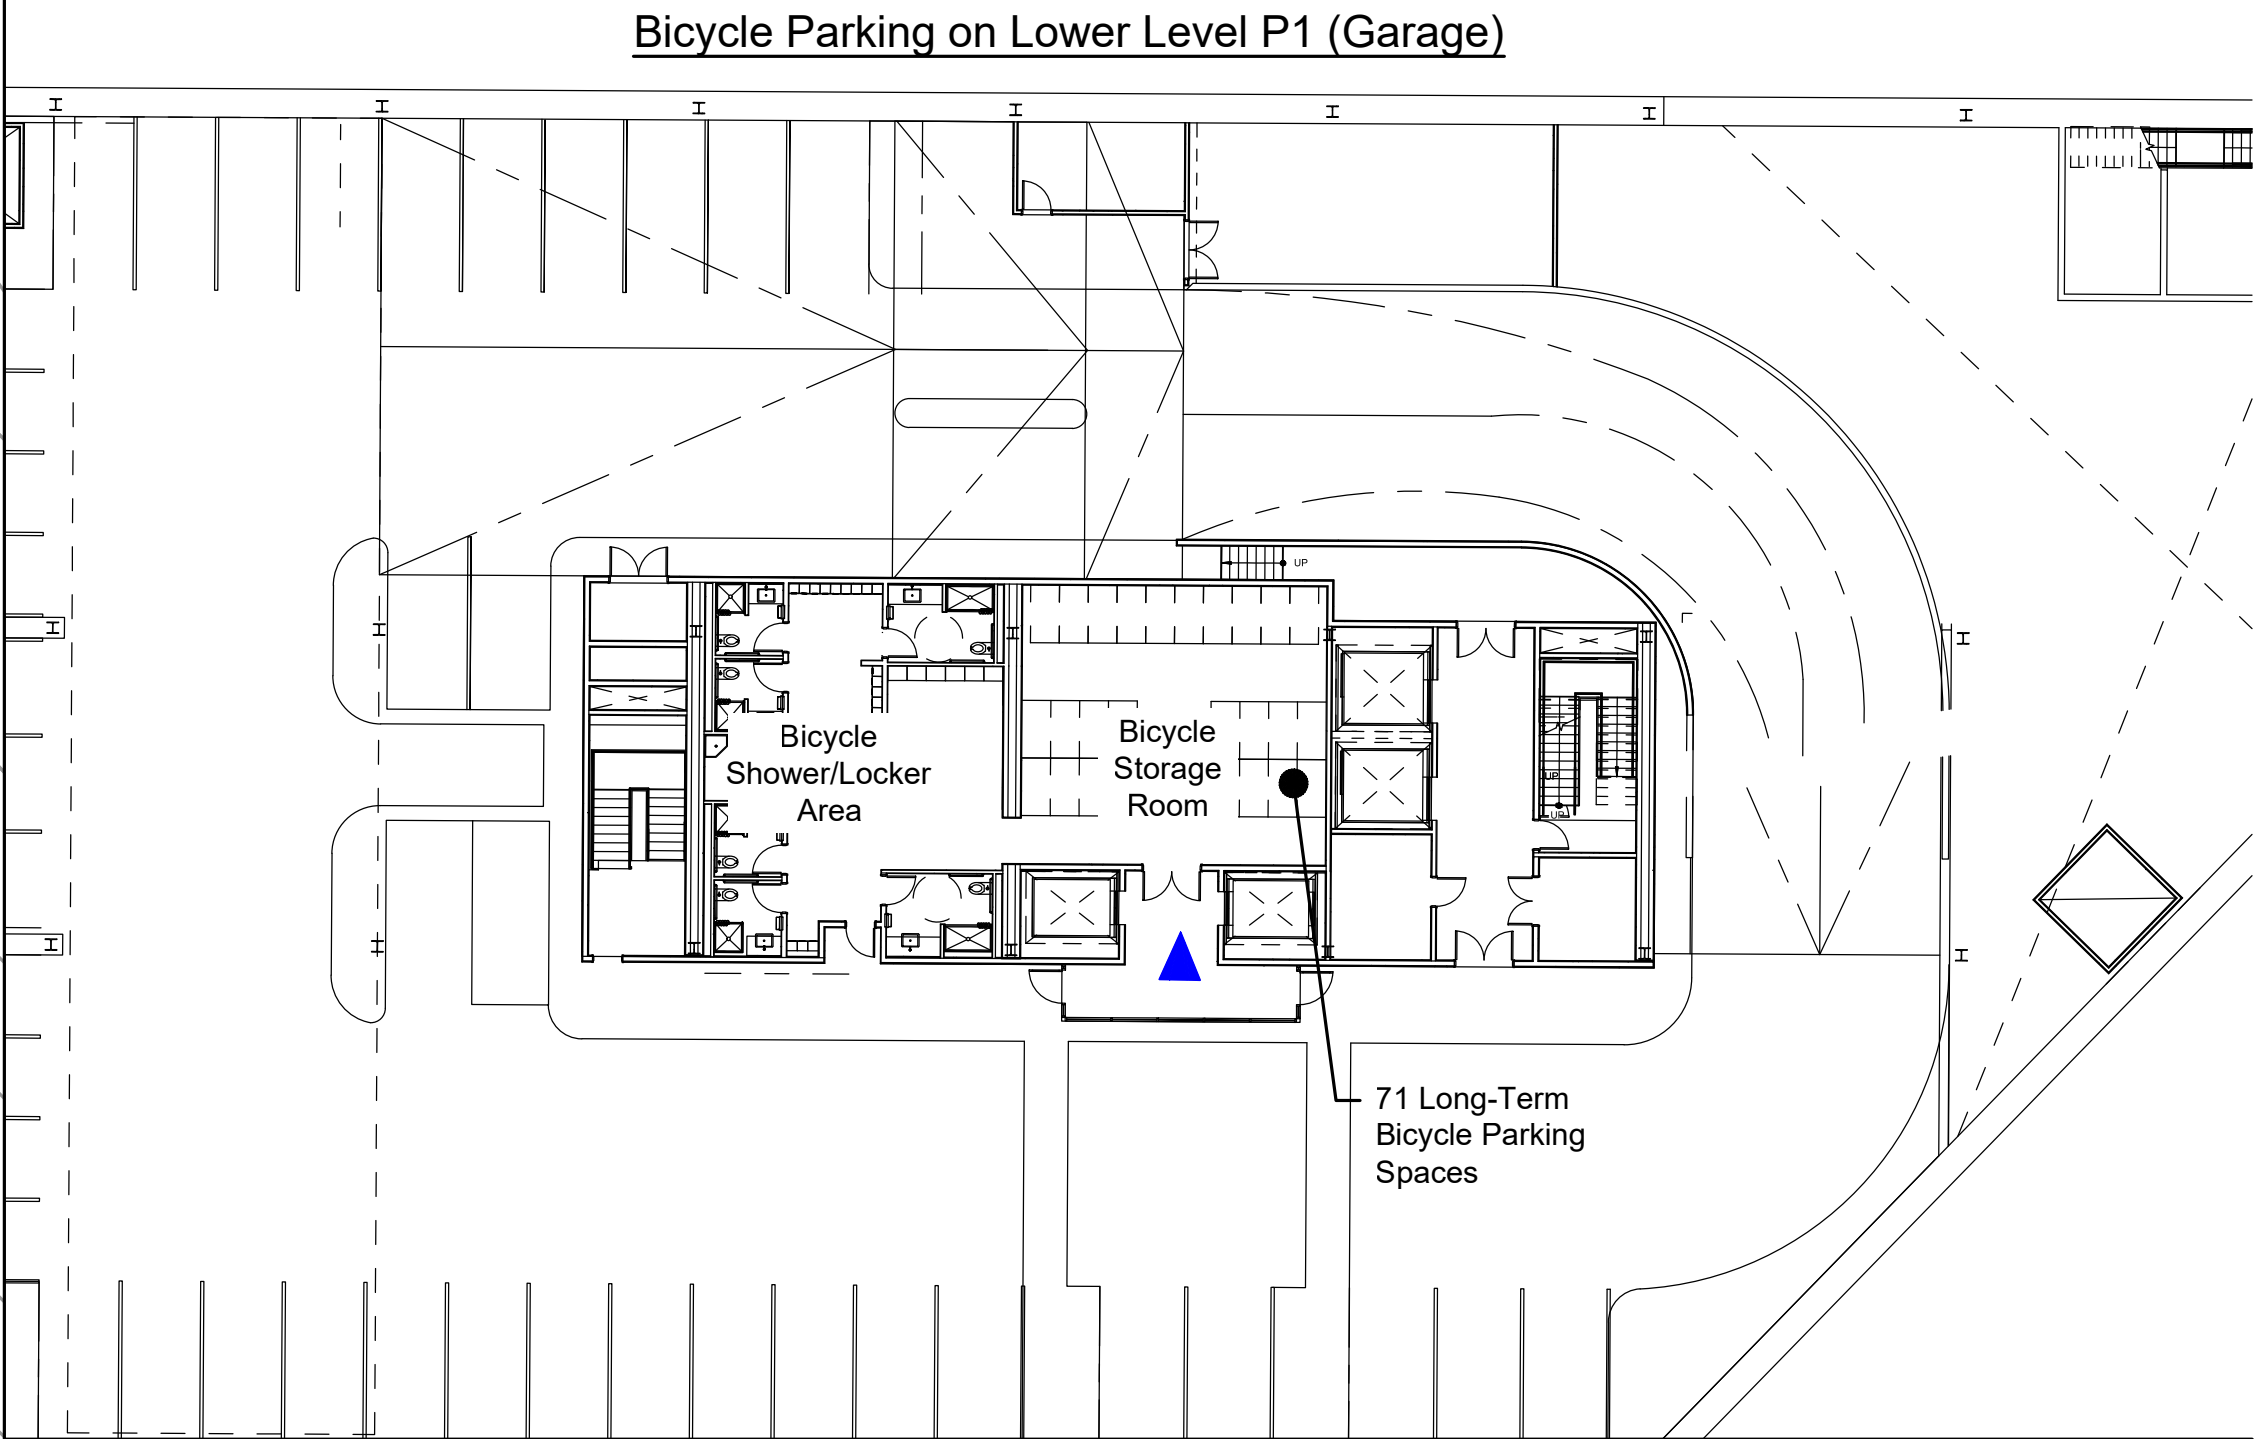 Bicycle Parking on Lower Level P1 (Garage)
UP
Bicycle
Shower/Locker
Area
Bicycle
Storage
Room
UP
UP
71 Long-Term
Bicycle Parking
Spaces